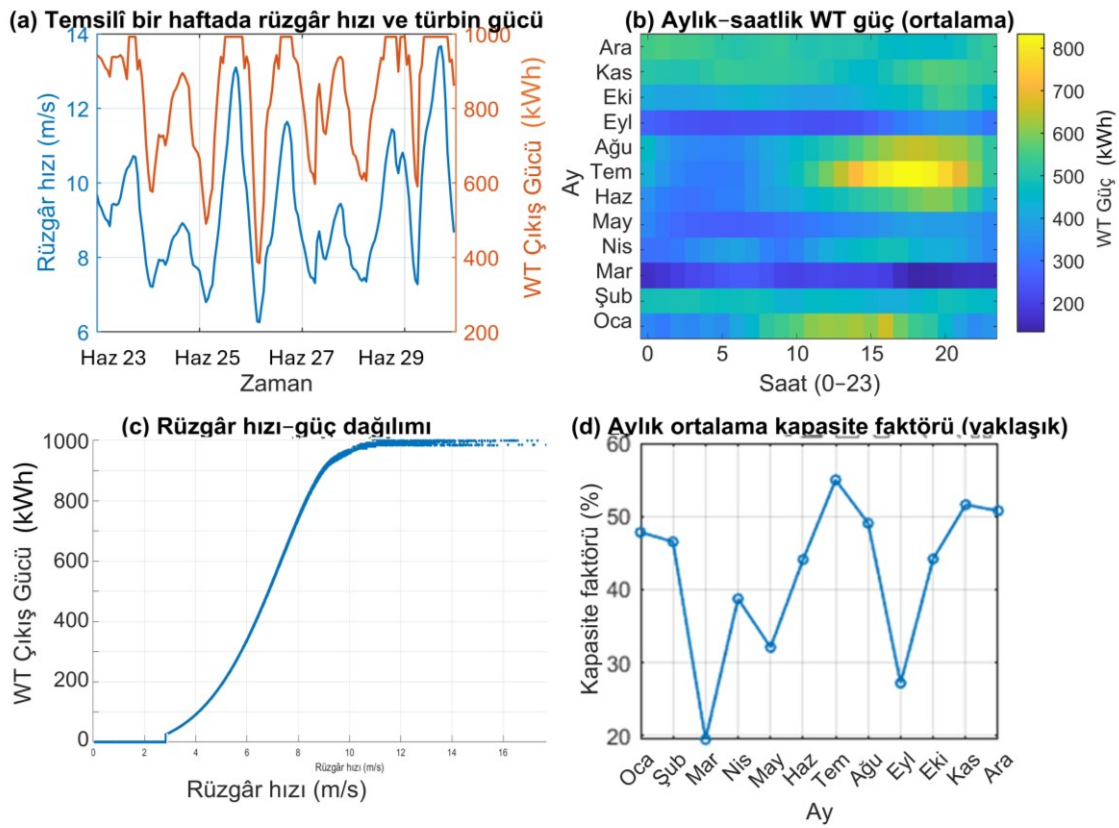 (a) Temsilî bir haftada rüzgâr hızı ve türbin gücü
14
12
10
8
6
Rüzgâr hızı (m/s)
1000
800
600
400
200
WT Çıkış Gücü (kWh)
Haz 23
Haz 25
Haz 27
Haz 29
Zaman
(b) Aylık–saatlik WT güç (ortalama)
Ay
Ara
Kas
Eki
Eyl
Ağu
Tem
Haz
May
Nis
Mar
Şub
Oca
0
5
10
15
20
Saat (0–23)
800
700
600
500
400
300
200
WT Güç (kWh)
(c) Rüzgâr hızı–güç dağılımı
1000
800
600
400
200
0
WT Çıkış Gücü (kWh)
0
2
4
6
8
10
12
14
16
Rüzgâr hızı (m/s)
Rüzgâr hızı (m/s)
(d) Aylık ortalama kapasite faktörü (yaklaşık)
60
50
40
30
20
Kapasite faktörü (%)
Oca
Şub
Mar
Nis
May
Haz
Tem
Ağu
Eyl
Eki
Kas
Ara
Ay